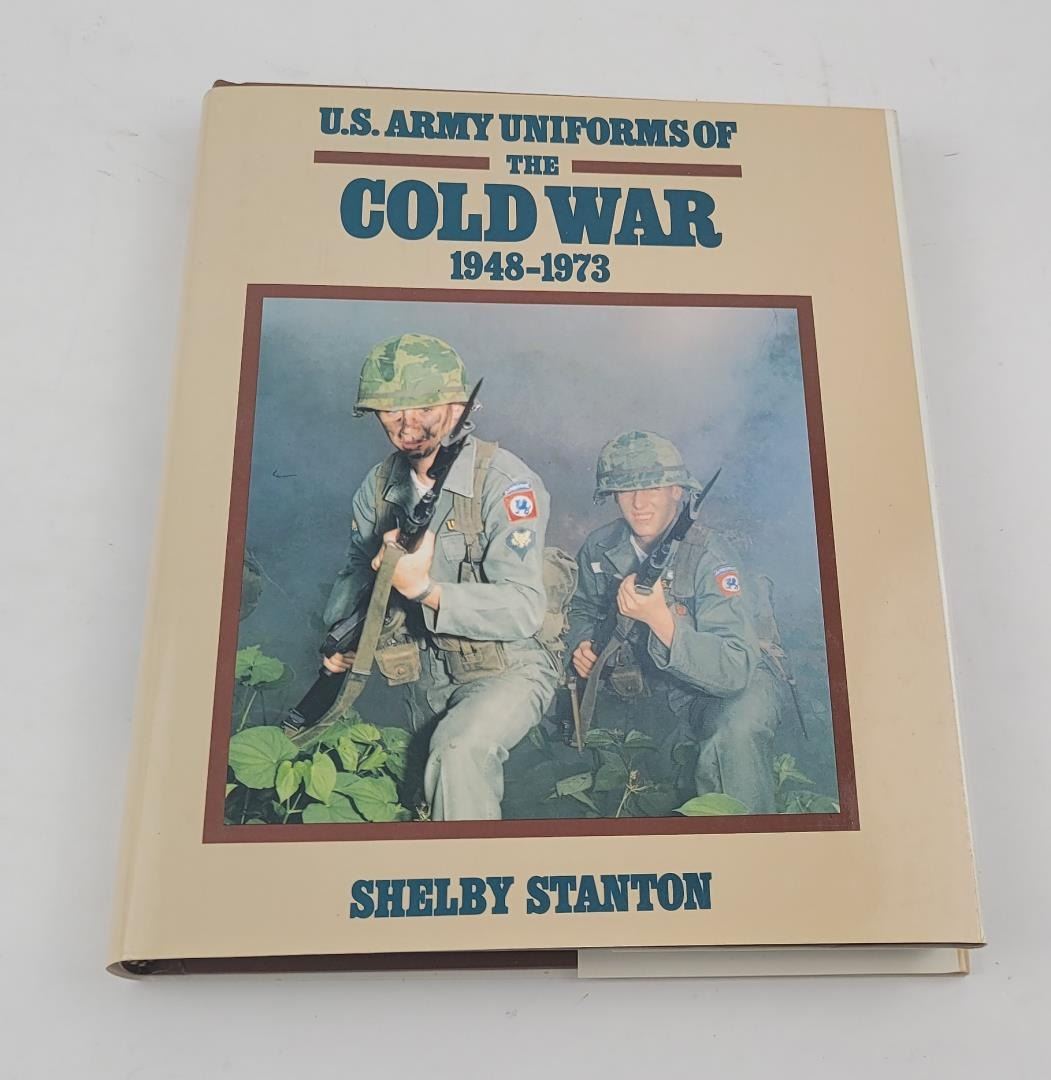 U.S. ARMY UNIFORMS OF
THE
COLD WAR
1948-1973
SHELBY STANTON